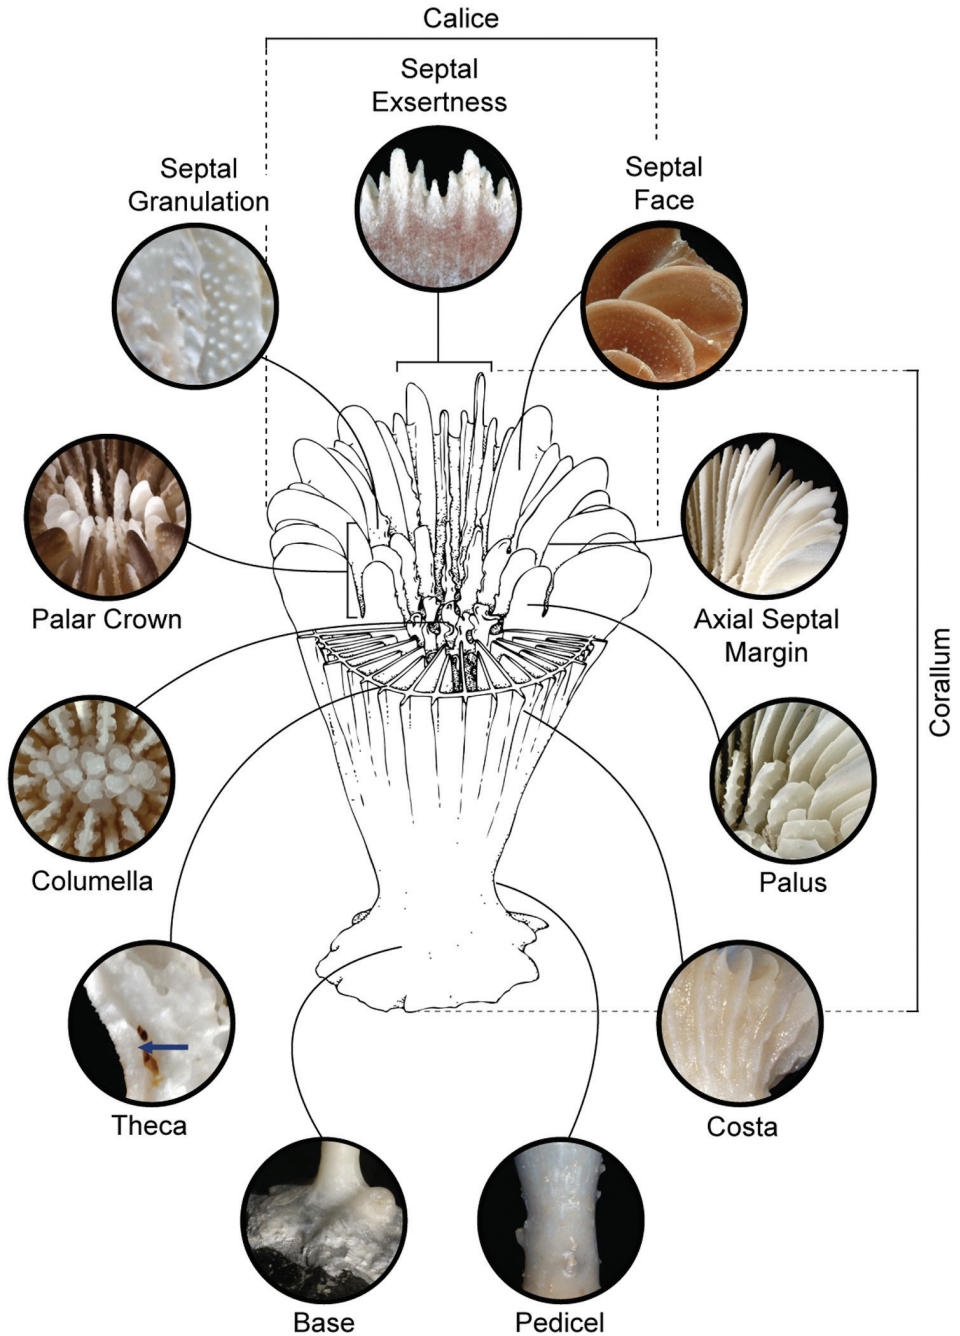 Calice
Septal
Exsertness
Septal
Granulation
Septal
Face
Palar Crown
Axial Septal
Margin
Corallum
Columella
Palus
Theca
Costa
Base
Pedicel